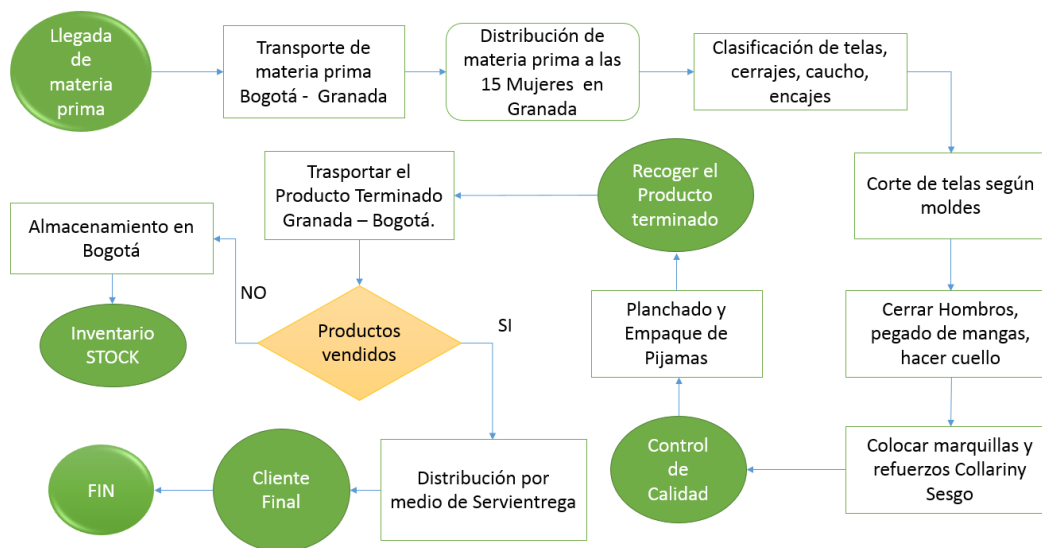 Llegada
de
materia
prima
Transporte de
materia prima
Bogotá - Granada
Distribución de
materia prima a las
15 Mujeres en
Granada
Clasificación de telas,
cerrajes, caucho,
encajes
Corte de telas según
moldes
Cerrar Hombros,
pegado de mangas,
hacer cuello
Colocar marquillas y
refuerzos Collariny
Sesgo
Control
de
Calidad
Planchado y
Empaque de
Pijamas
Recoger el
Producto
terminado
Trasportar el
Producto Terminado
Granada – Bogotá.
Productos
vendidos
NO
Almacenamiento en
Bogotá
Inventario
STOCK
SI
Distribución por
medio de Servientrega
Cliente
Final
FIN